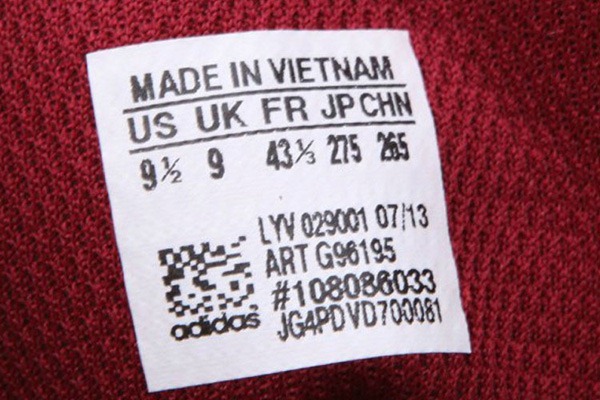 MADE IN VIETNAM
US UK FR JP CHN
9½ 9 43⅓ 275 265
LYV 029001 07/13
ART G96195
#108086033
JG4PDVD700081
adidas